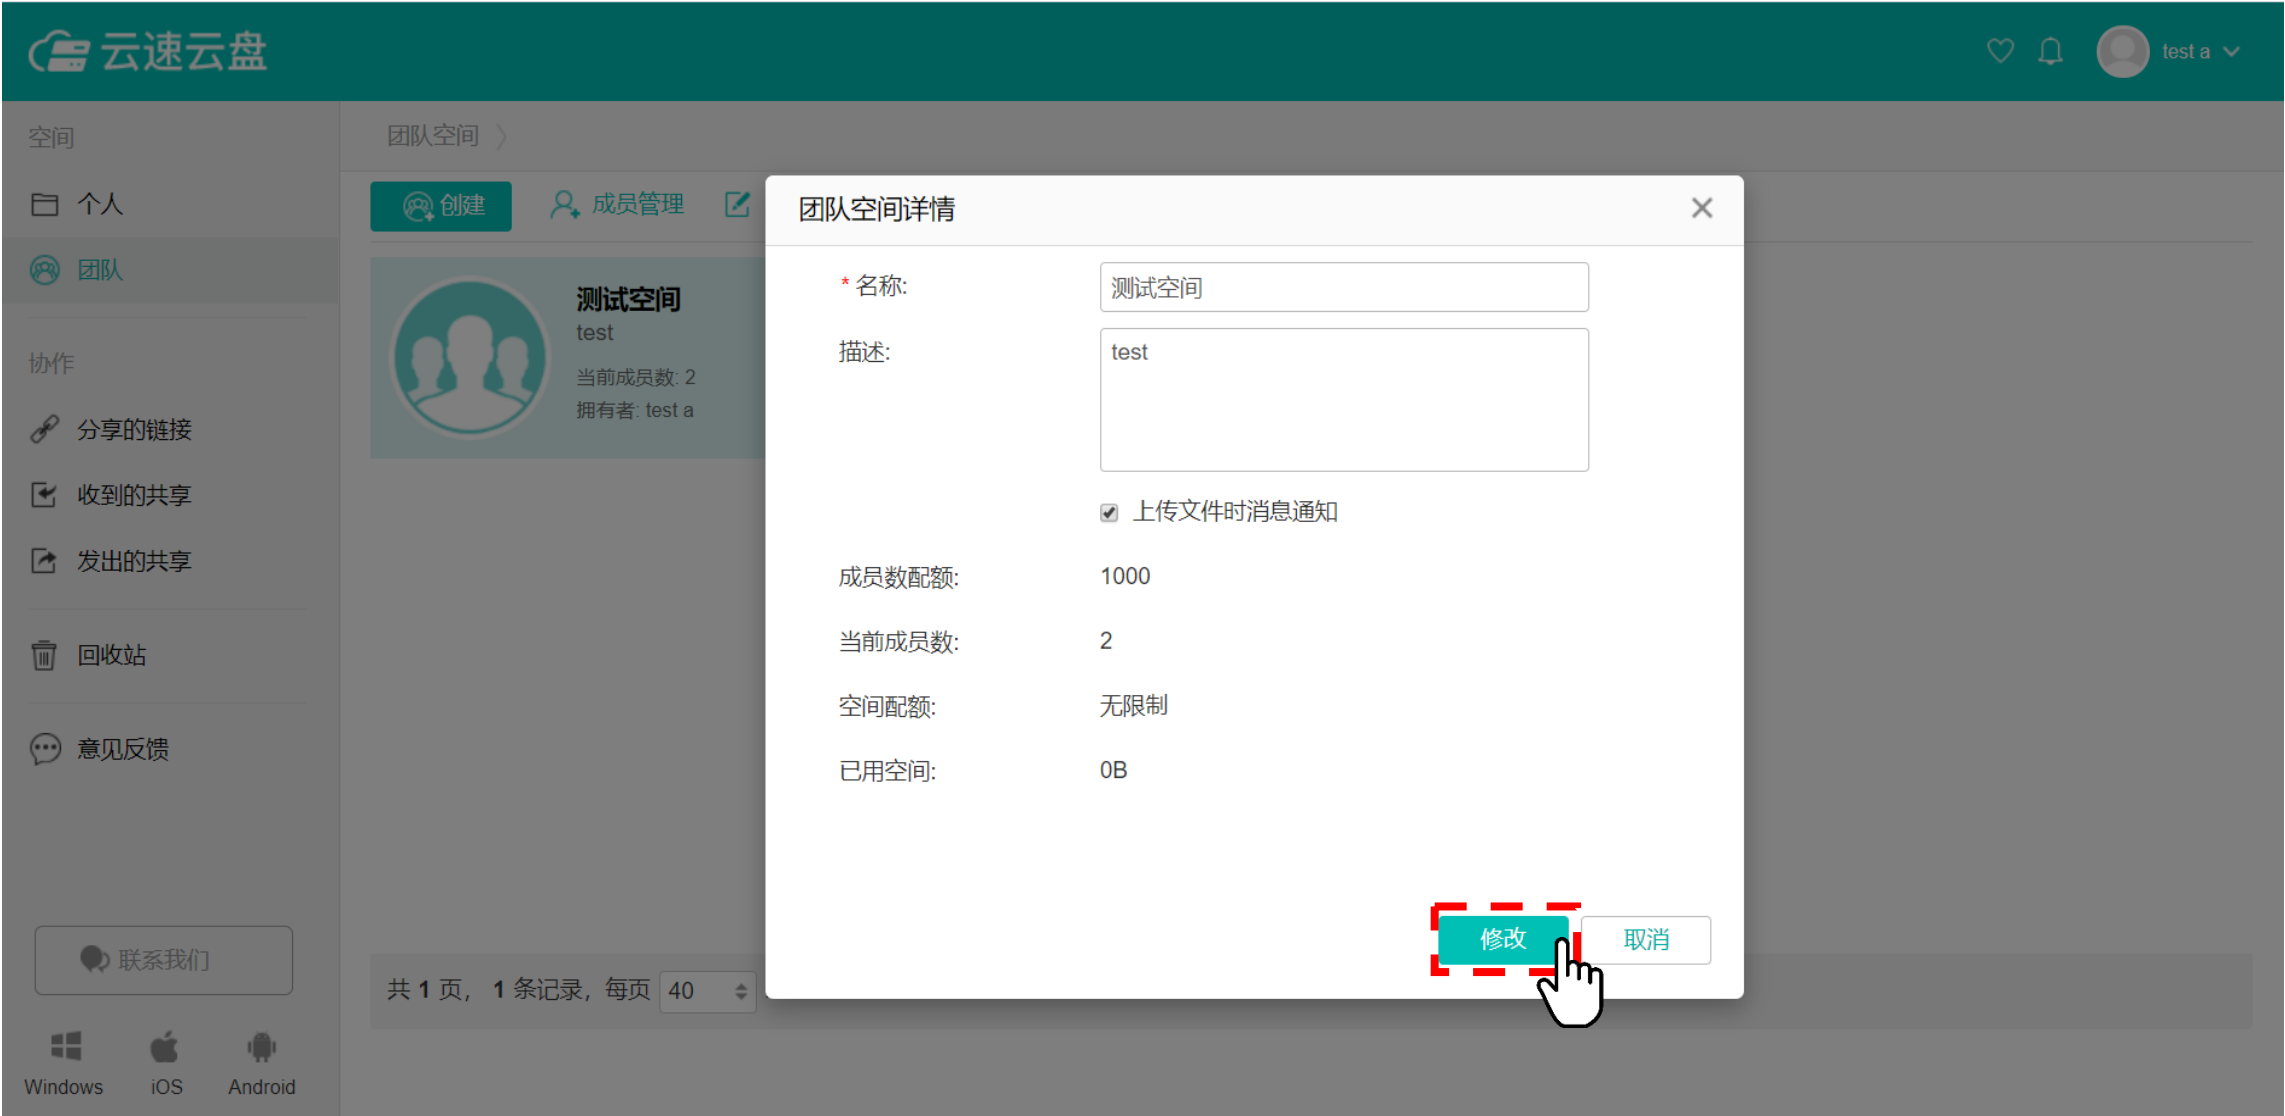 云速云盘
test a
空间
个人
团队
协作
分享的链接
收到的共享
发出的共享
回收站
意见反馈
联系我们
Windows iOS Android
团队空间
创建 成员管理
测试空间
test
当前成员数: 2
拥有者: test a
共 1 页， 1 条记录，每页 40
团队空间详情
* 名称: 测试空间
描述: test
上传文件时消息通知
成员数配额: 1000
当前成员数: 2
空间配额: 无限制
已用空间: 0B
修改 取消